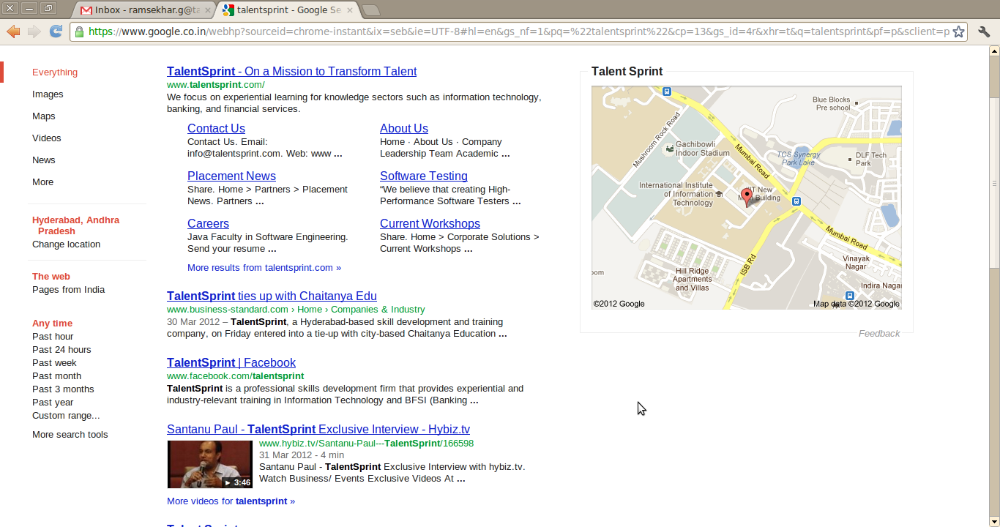 Inbox - ramsekhar.g@ta
talentsprint - Google Se
https://www.google.co.in/webhp?sourceid=chrome-instant&ix=seb&ie=UTF-8#hl=en&gs_nf=1&pq=%22talentsprint%22&cp=13&gs_id=4r&xhr=t&q=talentsprint&pf=p&sclient=p
Everything
Images
Maps
Videos
News
More
Hyderabad, Andhra
Pradesh
Change location
The web
Pages from India
Any time
Past hour
Past 24 hours
Past week
Past month
Past 3 months
Past year
Custom range...
More search tools
TalentSprint - On a Mission to Transform Talent
www.talentsprint.com/
We focus on experiential learning for knowledge sectors such as information technology,
banking, and financial services.
Contact Us
Contact Us. Email:
info@talentsprint.com. Web: www ...
About Us
Home · About Us · Company
Leadership Team Academic ...
Placement News
Share. Home > Partners > Placement
News. Partners ...
Software Testing
“We believe that creating High-
Performance Software Testers ...
Careers
Java Faculty in Software Engineering.
Send your resume ...
Current Workshops
Share. Home > Corporate Solutions >
Current Workshops ...
More results from talentsprint.com »
TalentSprint ties up with Chaitanya Edu
www.business-standard.com › Home › Companies & Industry
30 Mar 2012 – TalentSprint, a Hyderabad-based skill development and training
company, on Friday entered into a tie-up with city-based Chaitanya Education ...
TalentSprint | Facebook
www.facebook.com/talentsprint
TalentSprint is a professional skills development firm that provides experiential and
industry-relevant training in Information Technology and BFSI (Banking ...
Santanu Paul - TalentSprint Exclusive Interview - Hybiz.tv
www.hybiz.tv/Santanu-Paul---TalentSprint/166598
31 Mar 2012 - 4 min
Santanu Paul - TalentSprint Exclusive Interview with hybiz.tv.
Watch Business/ Events Exclusive Videos At ...
3:46
More videos for talentsprint »
Talent Sprint
Talent Sprint
Blue Blocks
Pre school
Mushroom Rock Road
Gachibowli
Indoor Stadium
Mumbai Road
TCS Synergy
Park Lake
DLF Tech
Park
International Institute
of Information
Technology
IIT New
Building
Mumbai Road
ISB Rd
Vinayak
Nagar
Hill Ridge
Apartments
and Villas
oom
Indira Nagar
©2012 Google
Map data ©2012 Google
Feedback